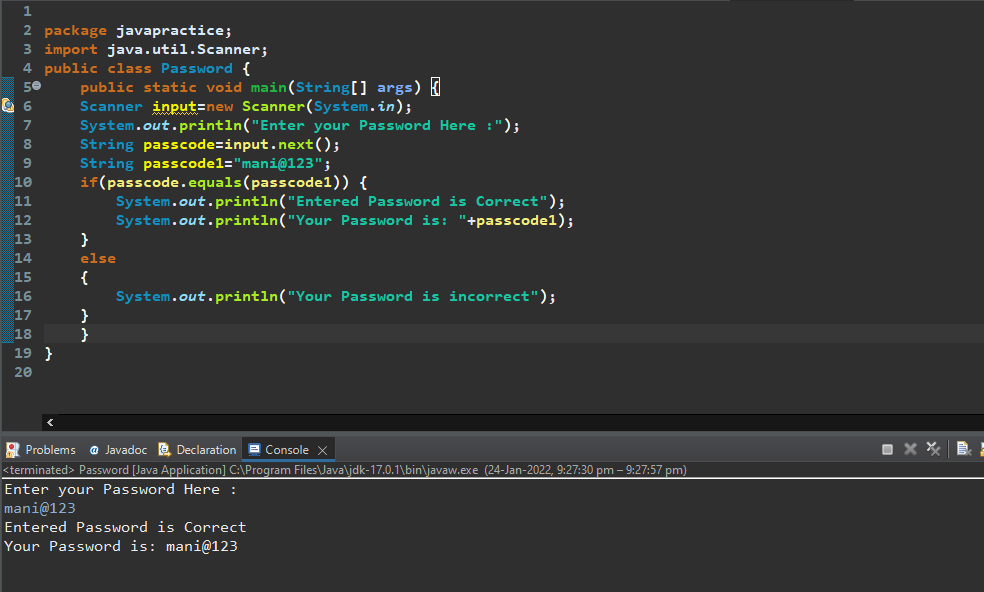 1
2 package javapractice;
3 import java.util.Scanner;
4 public class Password {
5 public static void main(String[] args) {
6 Scanner input=new Scanner(System.in);
7 System.out.println("Enter your Password Here :");
8 String passcode=input.next();
9 String passcode1="mani@123";
10 if(passcode.equals(passcode1)) {
11 System.out.println("Entered Password is Correct");
12 System.out.println("Your Password is: "+passcode1);
13 }
14 else
15 {
16 System.out.println("Your Password is incorrect");
17 }
18 }
19 }
20
Problems Javadoc Declaration Console
<terminated> Password [Java Application] C:\Program Files\Java\jdk-17.0.1\bin\javaw.exe (24-Jan-2022, 9:27:30 pm – 9:27:57 pm)
Enter your Password Here :
mani@123
Entered Password is Correct
Your Password is: mani@123